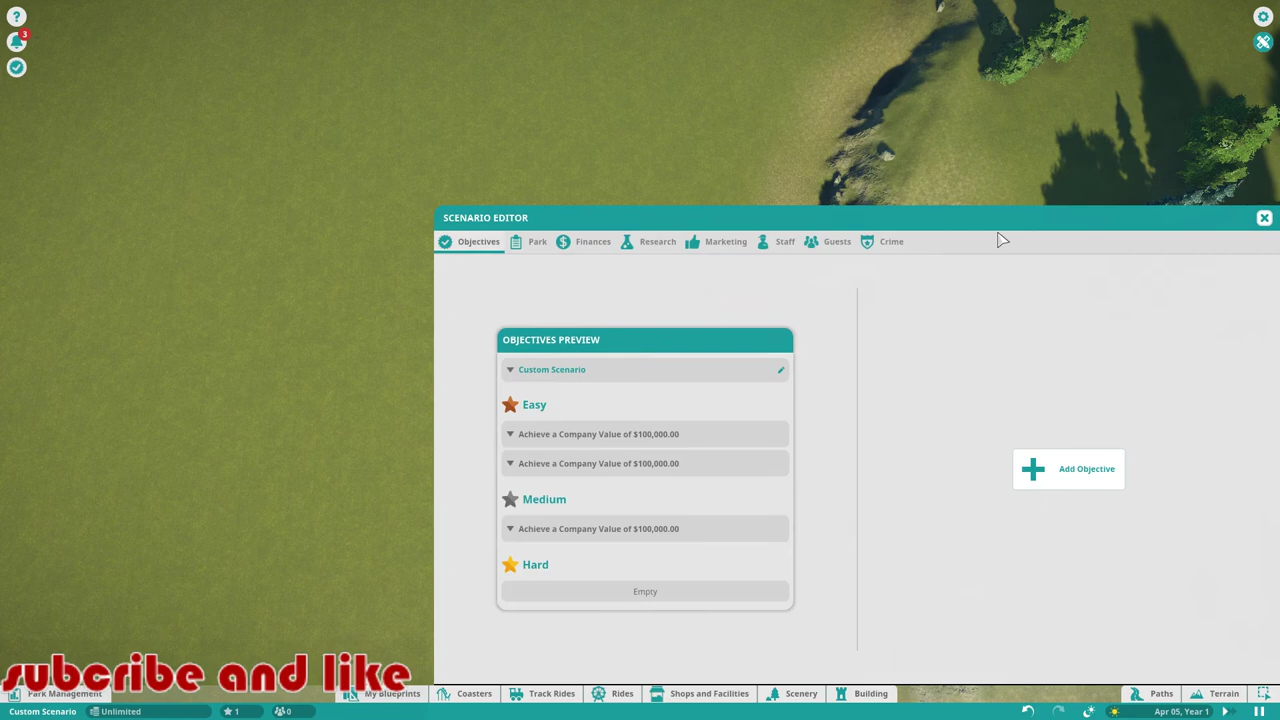 ?
3
SCENARIO EDITOR
Objectives Park Finances Research Marketing Staff Guests Crime
OBJECTIVES PREVIEW
Custom Scenario
Easy
Achieve a Company Value of $100,000.00
Achieve a Company Value of $100,000.00
Medium
Achieve a Company Value of $100,000.00
Hard
Empty
Add Objective
subcribe and like
Park Management My Blueprints Coasters Track Rides Rides Shops and Facilities Scenery Building Paths Terrain
Custom Scenario Unlimited 1 0 Apr 05, Year 1